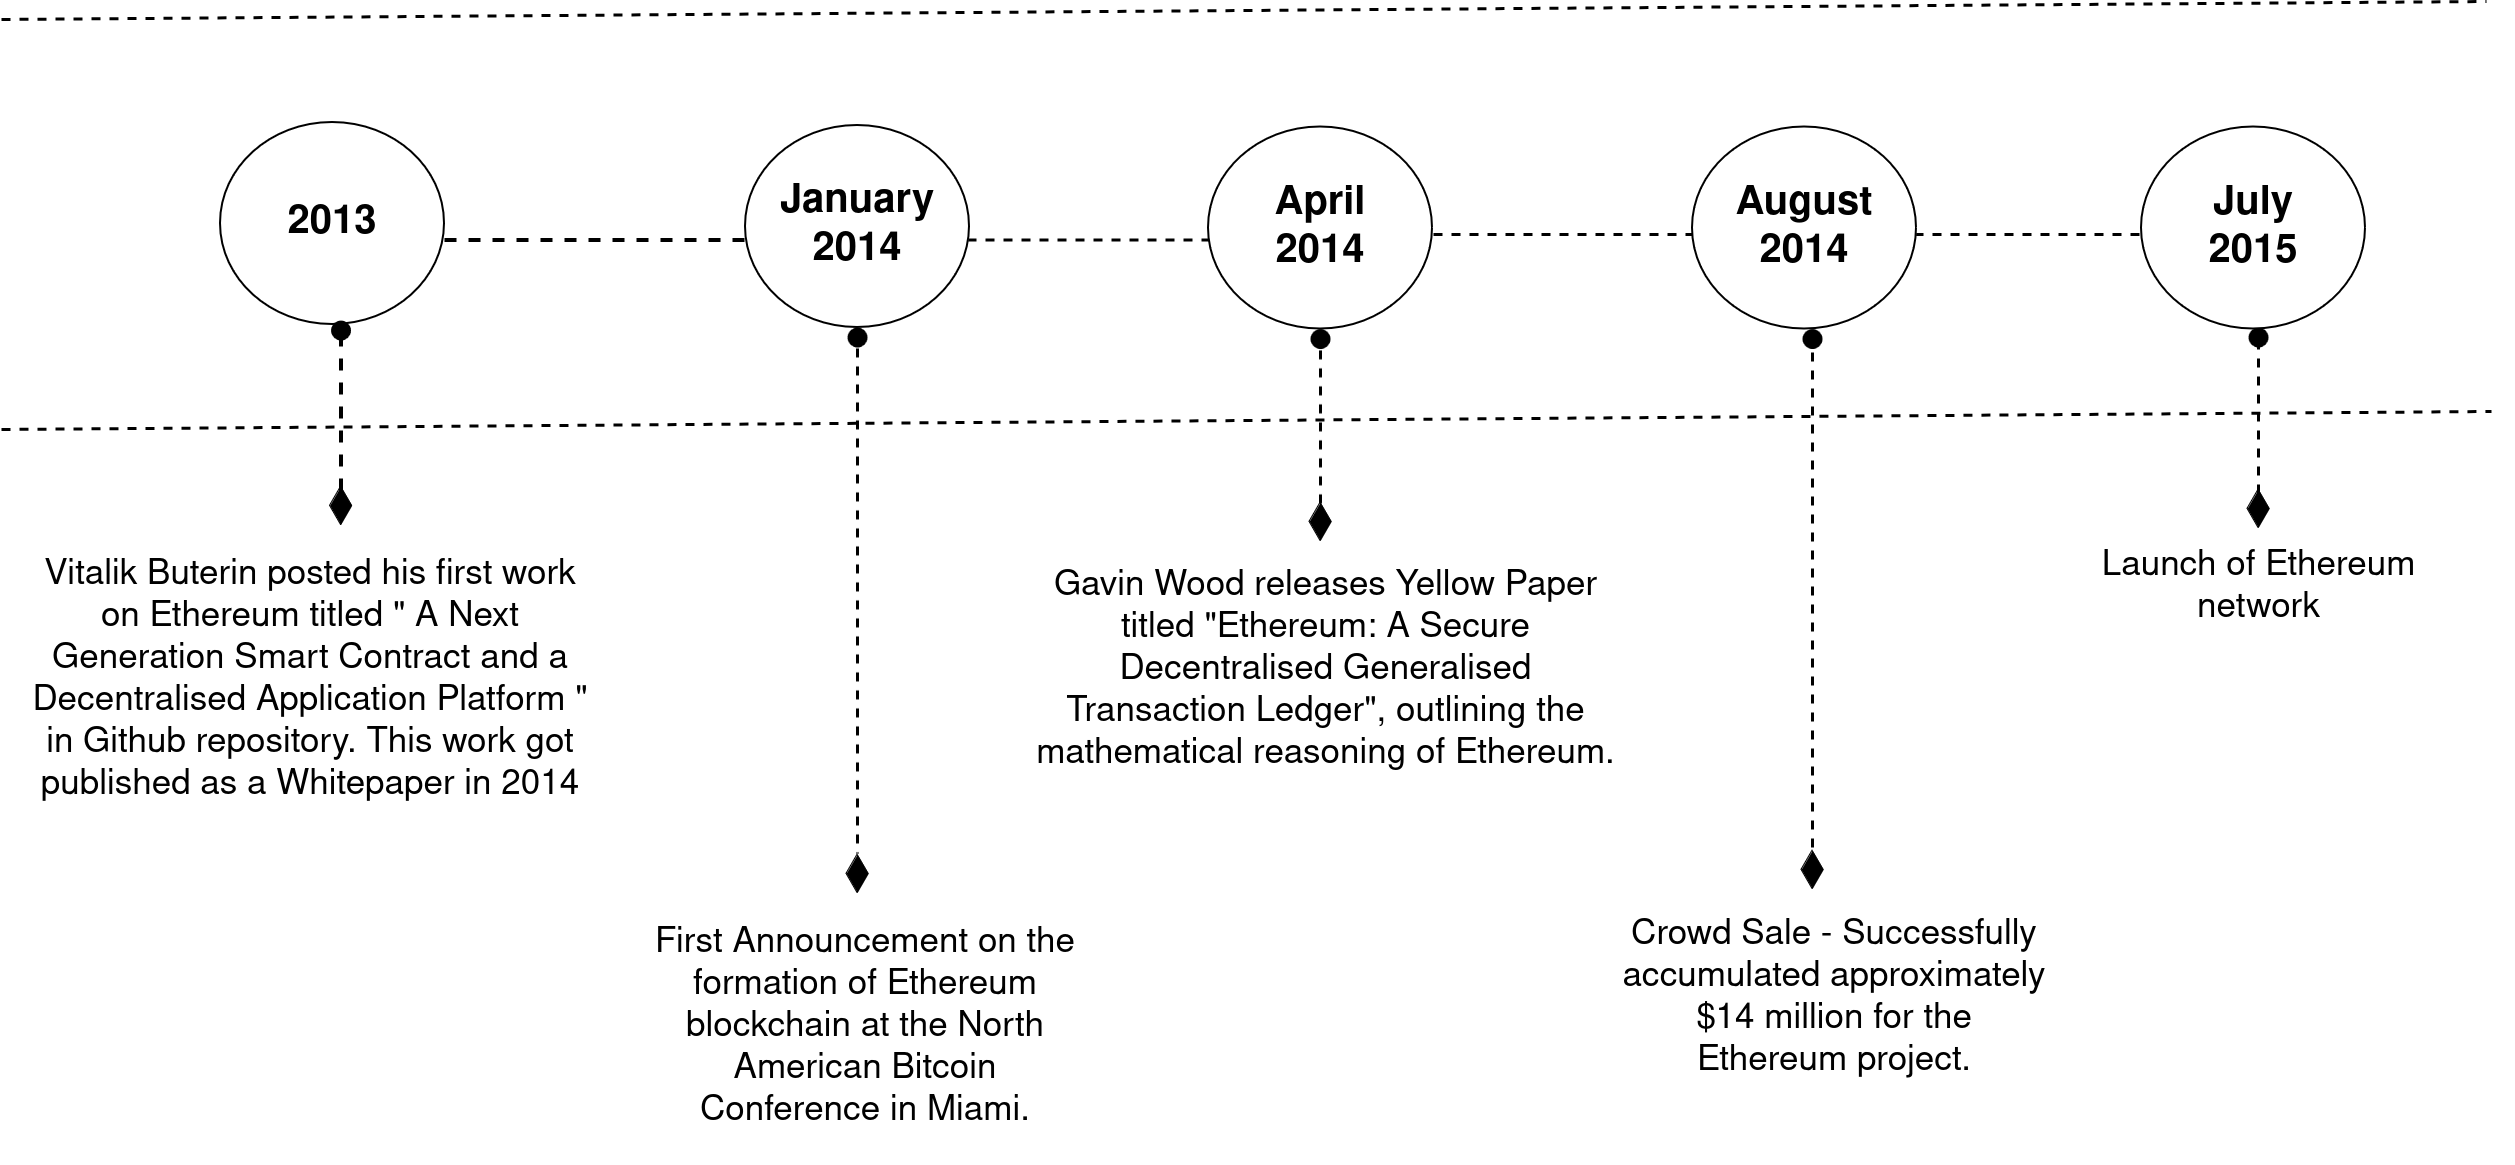 2013
January
2014
April
2014
August
2014
July
2015
Vitalik Buterin posted his first work
on Ethereum titled " A Next
Generation Smart Contract and a
Decentralised Application Platform "
in Github repository. This work got
published as a Whitepaper in 2014
First Announcement on the
formation of Ethereum
blockchain at the North
American Bitcoin
Conference in Miami.
Gavin Wood releases Yellow Paper
titled "Ethereum: A Secure
Decentralised Generalised
Transaction Ledger", outlining the
mathematical reasoning of Ethereum.
Crowd Sale - Successfully
accumulated approximately
$14 million for the
Ethereum project.
Launch of Ethereum
network